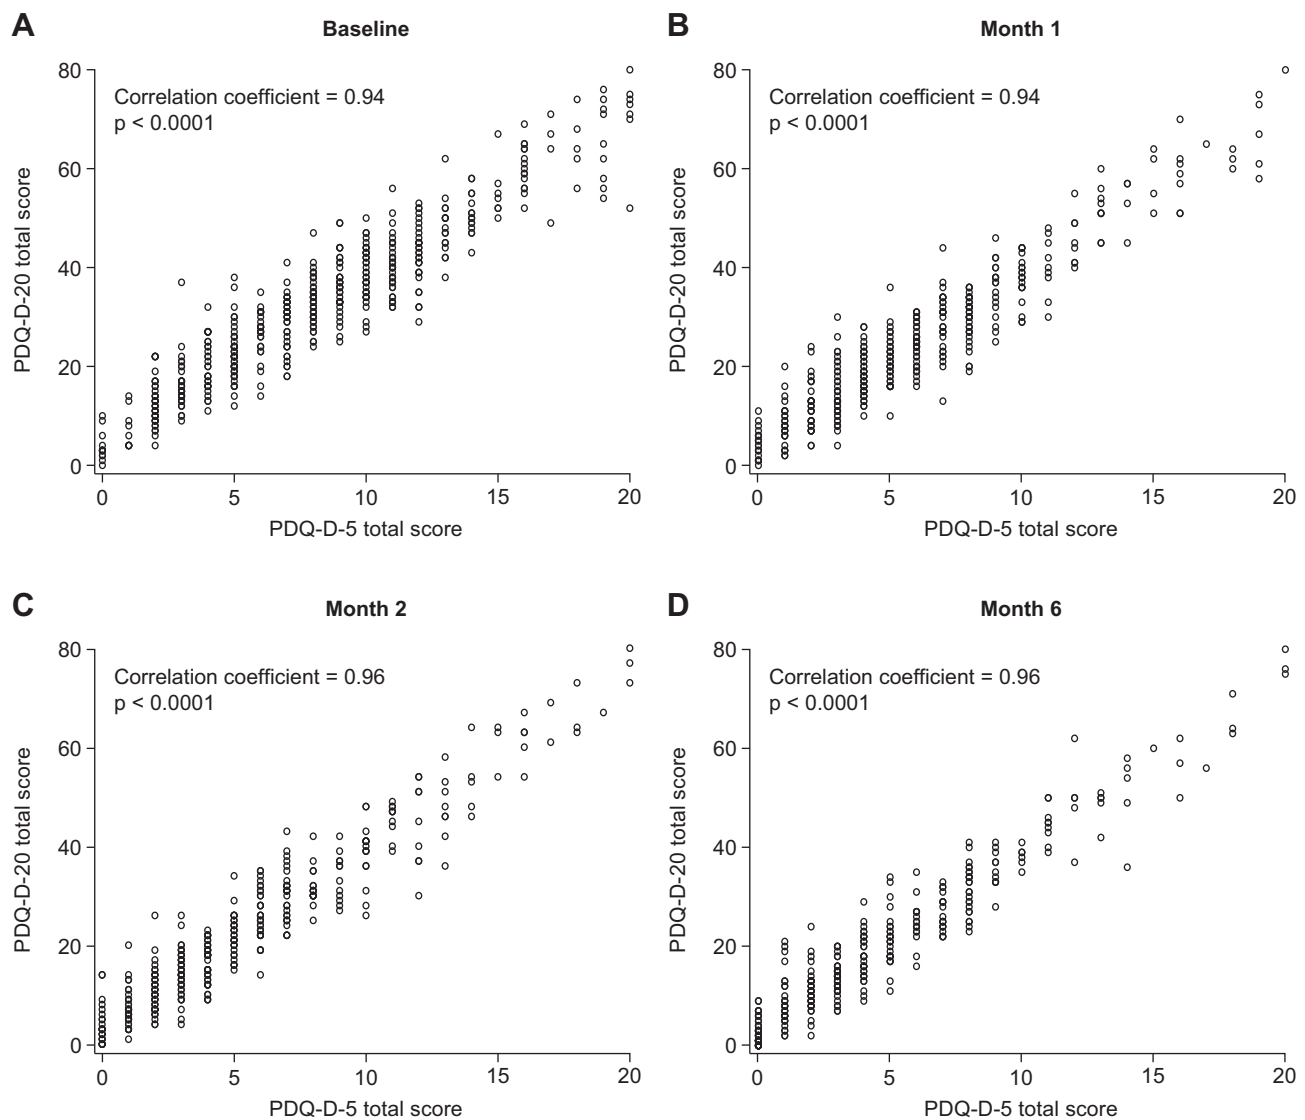 A
Baseline
Correlation coefficient = 0.94
p < 0.0001
PDQ-D-20 total score
80
60
40
20
0
0 5 10 15 20
PDQ-D-5 total score
B
Month 1
Correlation coefficient = 0.94
p < 0.0001
PDQ-D-20 total score
80
60
40
20
0
0 5 10 15 20
PDQ-D-5 total score
C
Month 2
Correlation coefficient = 0.96
p < 0.0001
PDQ-D-20 total score
80
60
40
20
0
0 5 10 15 20
PDQ-D-5 total score
D
Month 6
Correlation coefficient = 0.96
p < 0.0001
PDQ-D-20 total score
80
60
40
20
0
0 5 10 15 20
PDQ-D-5 total score